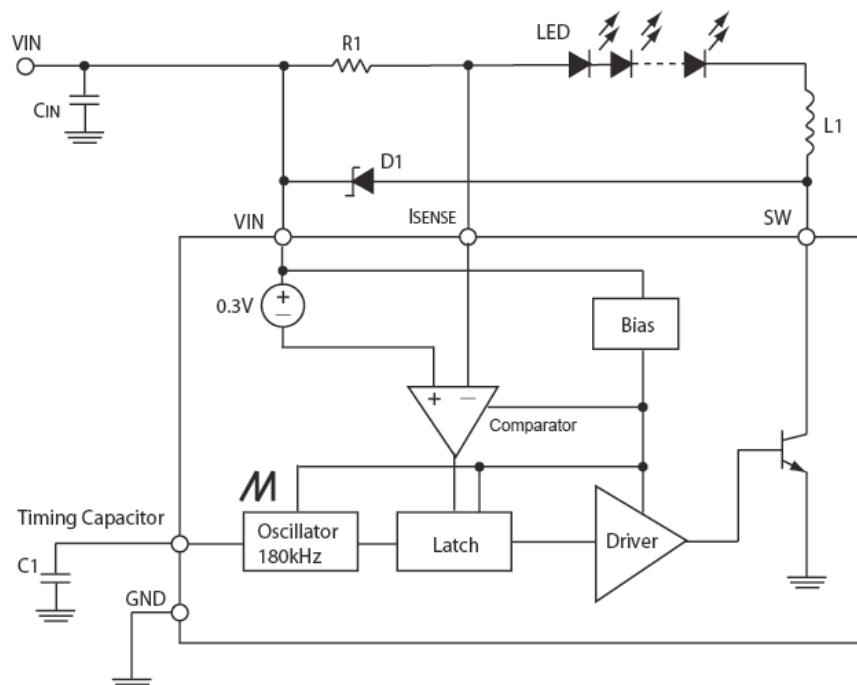 LED
R1
VIN
CIN
L1
D1
VIN
ISENSE
SW
0.3V
+
−
Bias
+ −
Comparator
Timing Capacitor
Oscillator
180kHz
Latch
Driver
C1
GND